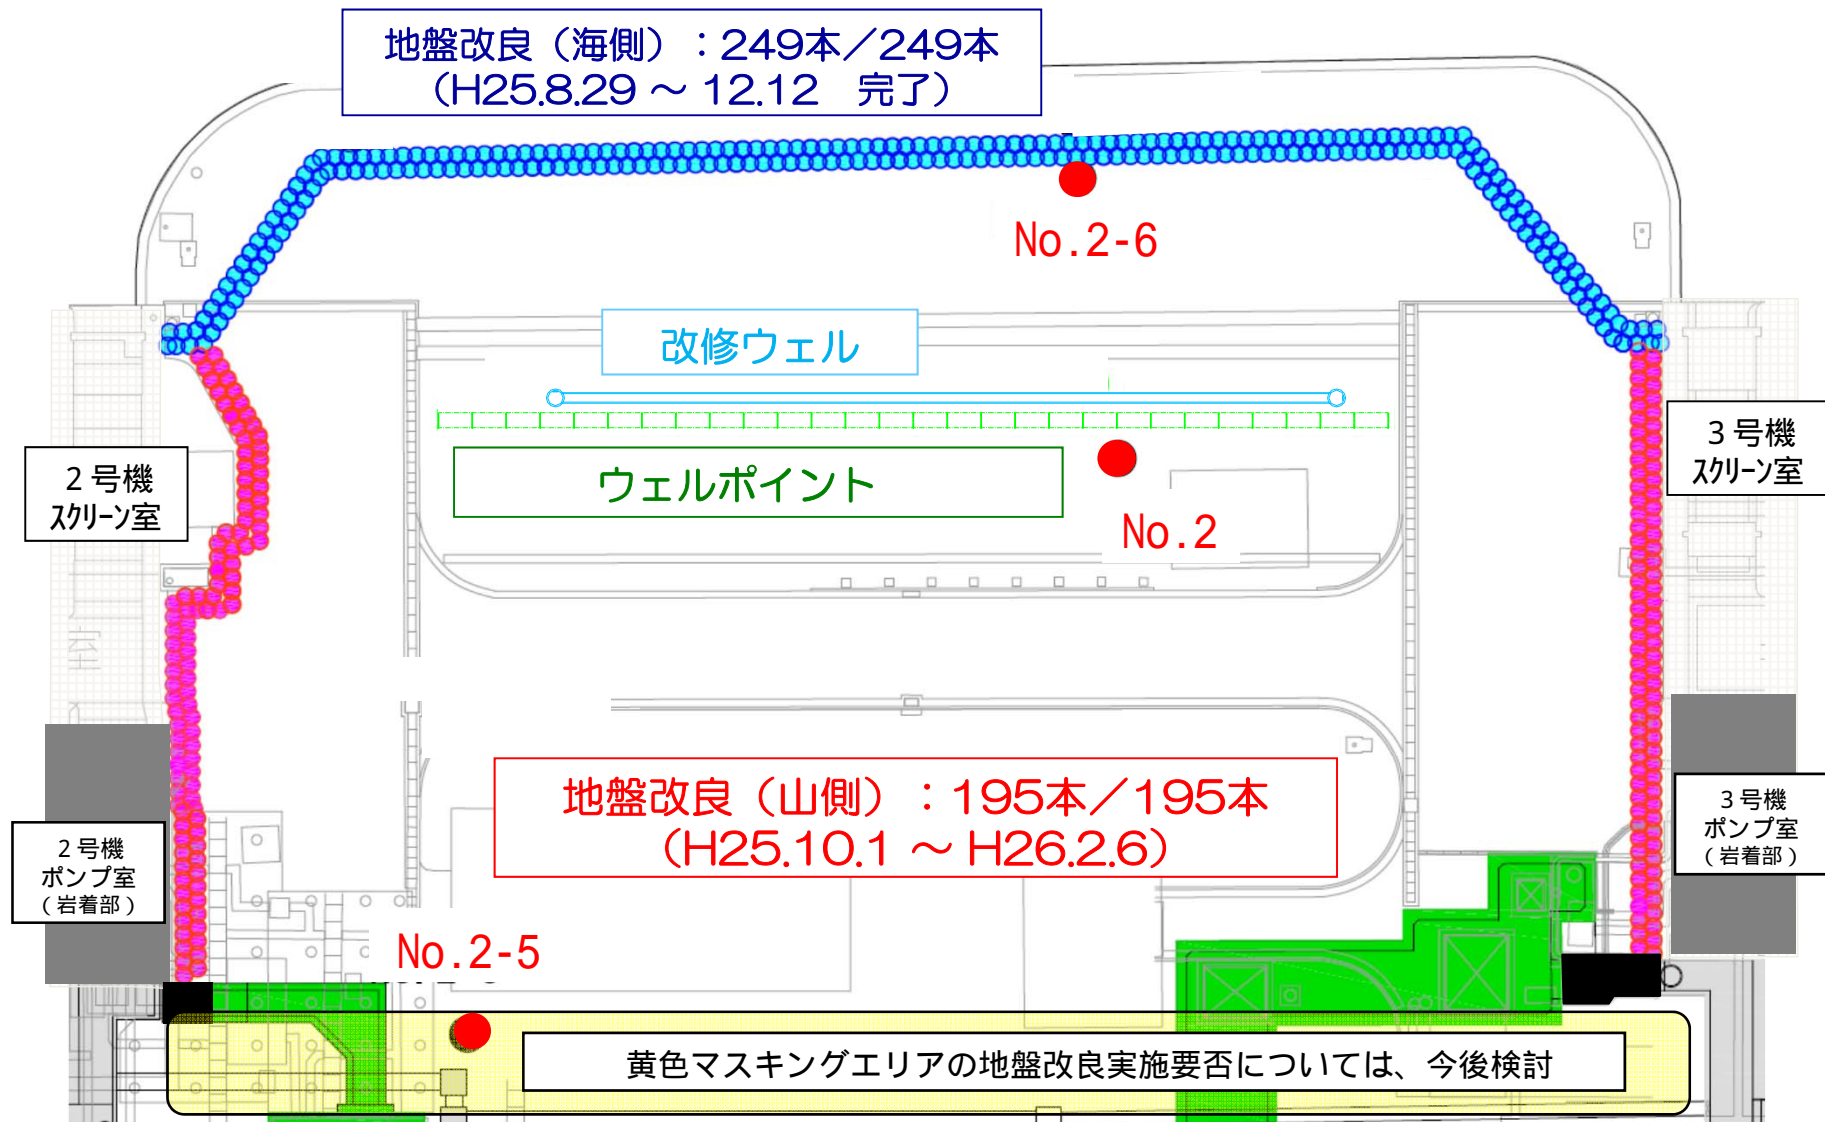 地盤改良（海側）：249本／249本
（H25.8.29 ～ 12.12　完了）
No.2-6
改修ウェル
ウェルポイント
２号機
ｽｸﾘｰﾝ室
３号機
ｽｸﾘｰﾝ室
No.2
地盤改良（山側）：195本／195本
（H25.10.1 ～ H26.2.6）
２号機
ポンプ室
（岩着部）
３号機
ポンプ室
（岩着部）
No.2-5
黄色マスキングエリアの地盤改良実施要否については、今後検討